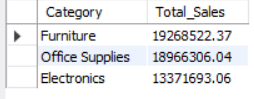 Category Total_Sales
Furniture 19268522.37
Office Supplies 18966306.04
Electronics 13371693.06